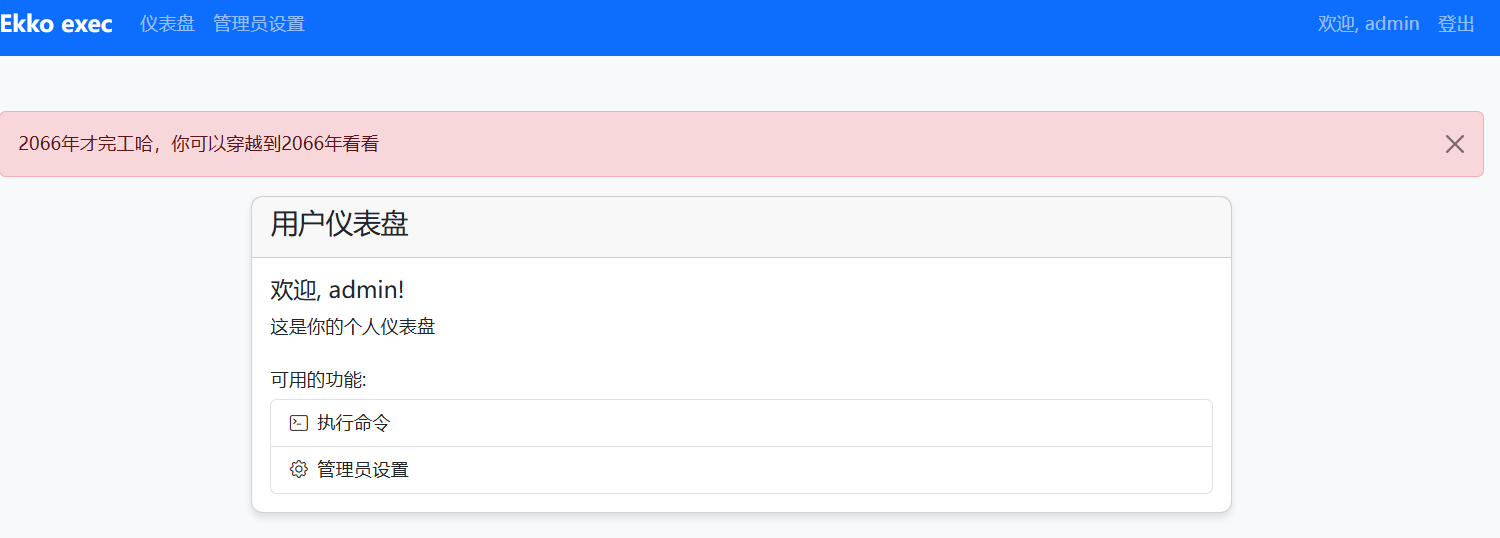 Ekko exec 仪表盘 管理员设置 欢迎, admin 登出
2066年才完工哈，你可以穿越到2066年看看
用户仪表盘
欢迎, admin!
这是你的个人仪表盘
可用的功能:
执行命令
管理员设置